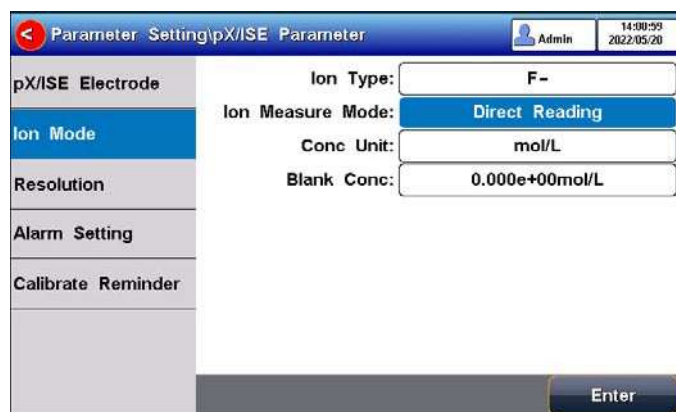 < Parameter Setting\pX/ISE Parameter
Admin
14:00:59
2022/05/20
pX/ISE Electrode
Ion Mode
Resolution
Alarm Setting
Calibrate Reminder
Ion Type: F-
Ion Measure Mode: Direct Reading
Conc Unit: mol/L
Blank Conc: 0.000e+00mol/L
Enter